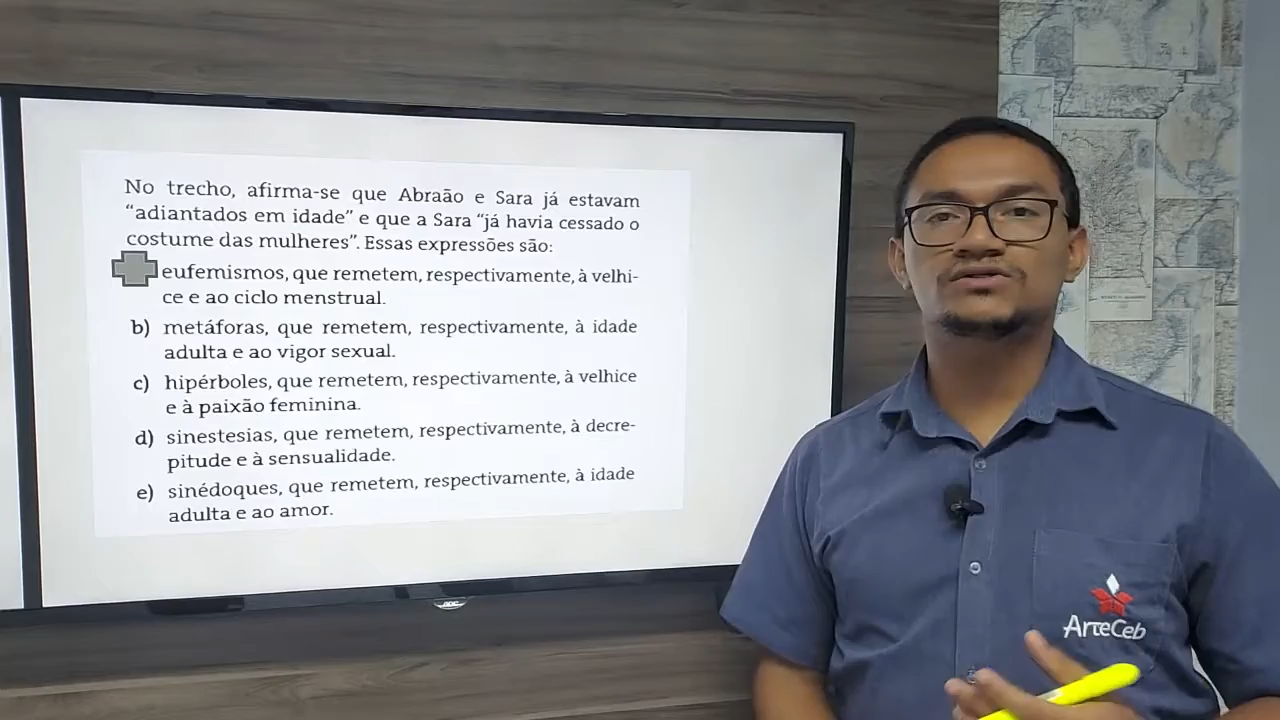 No trecho, afirma-se que Abraão e Sara já estavam
“adiantados em idade” e que a Sara “já havia cessado o
costume das mulheres”. Essas expressões são:
eufemismos, que remetem, respectivamente, à velhi-
ce e ao ciclo menstrual.
b) metáforas, que remetem, respectivamente, à idade
adulta e ao vigor sexual.
c) hipérboles, que remetem, respectivamente, à velhice
e à paixão feminina.
d) sinestesias, que remetem, respectivamente, à decre-
pitude e à sensualidade.
e) sinédoques, que remetem, respectivamente, à idade
adulta e ao amor.
AOC
ArteCeb